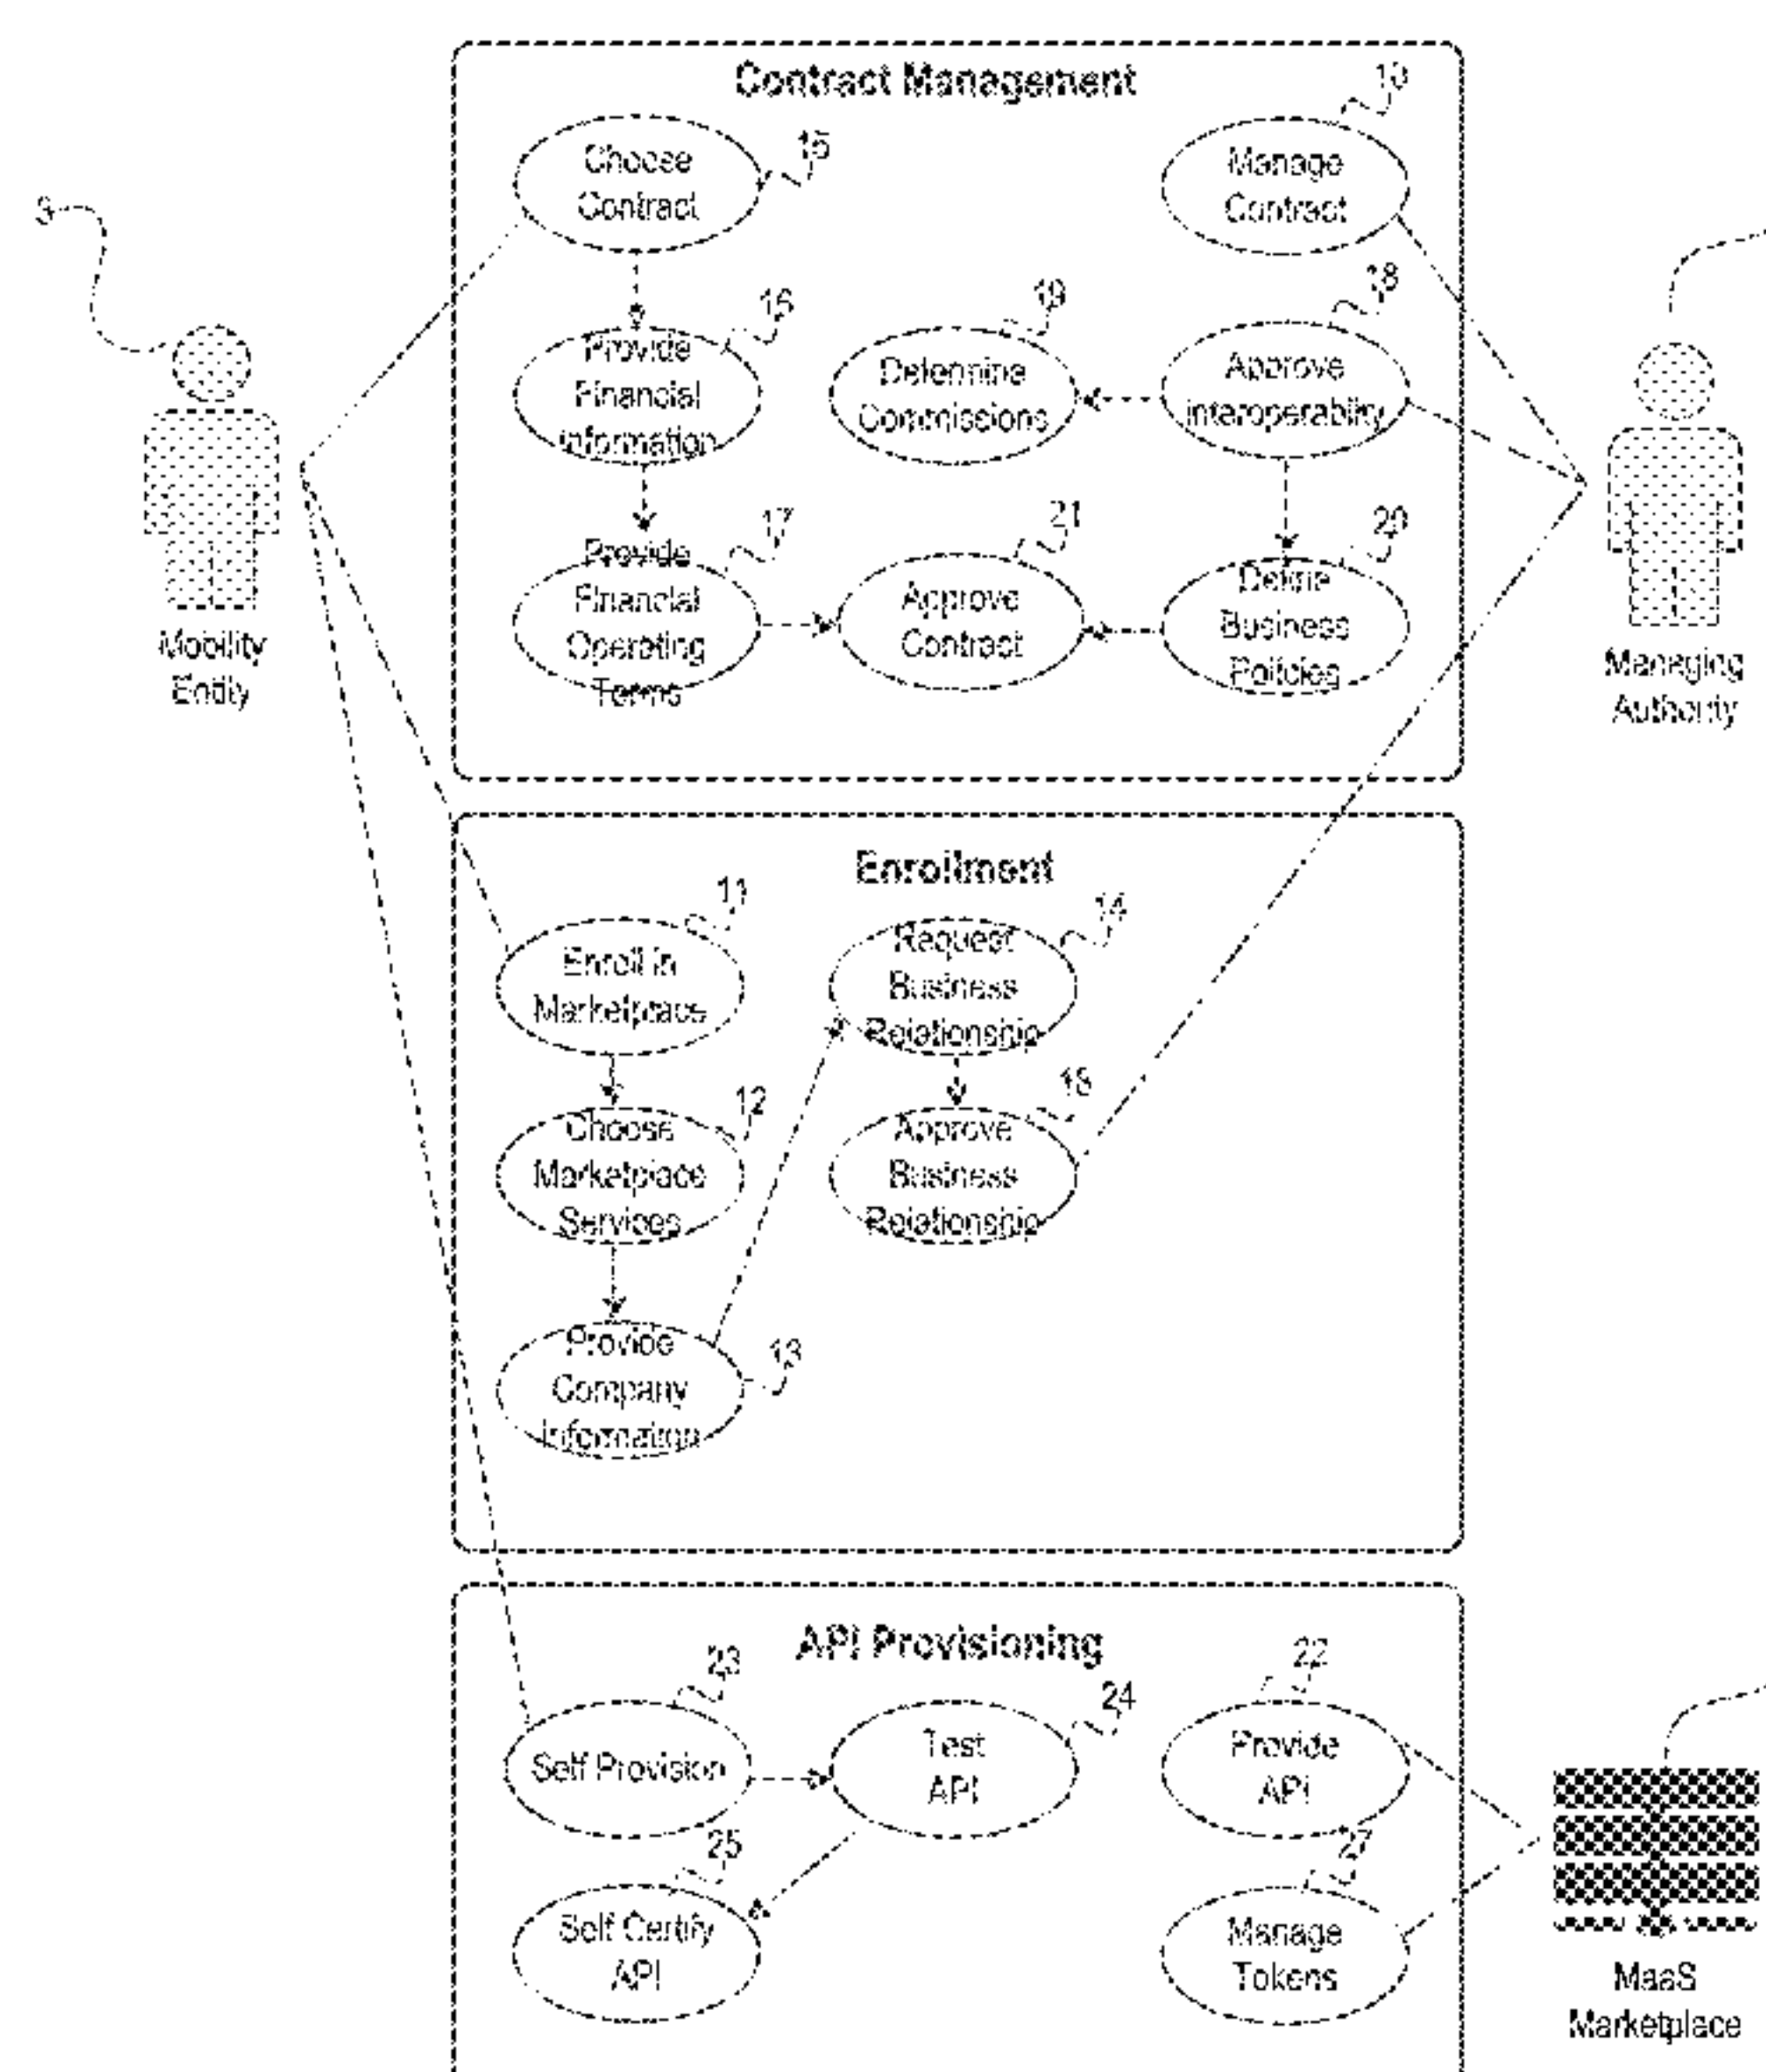 Contract Management
10
Choose
Contract
15
Manage
Contract
3
Provide
Financial
Information
16
Determine
Commissions
19
Approve
interoperability
18
Provide
Financial
Operating
Terms
17
Approve
Contract
21
Define
Business
Policies
20
Mobility
Entity
Managing
Authority
Enrollment
Enroll in
Marketplace
11
Request
Business
Relationship
14
Choose
Marketplace
Services
12
Approve
Business
Relationship
Provide
Company
Information
13
API Provisioning
Self Provision
23
Test
API
24
Provide
API
22
Self Certify
API
25
Manage
Tokens
27
MaaS
Marketplace